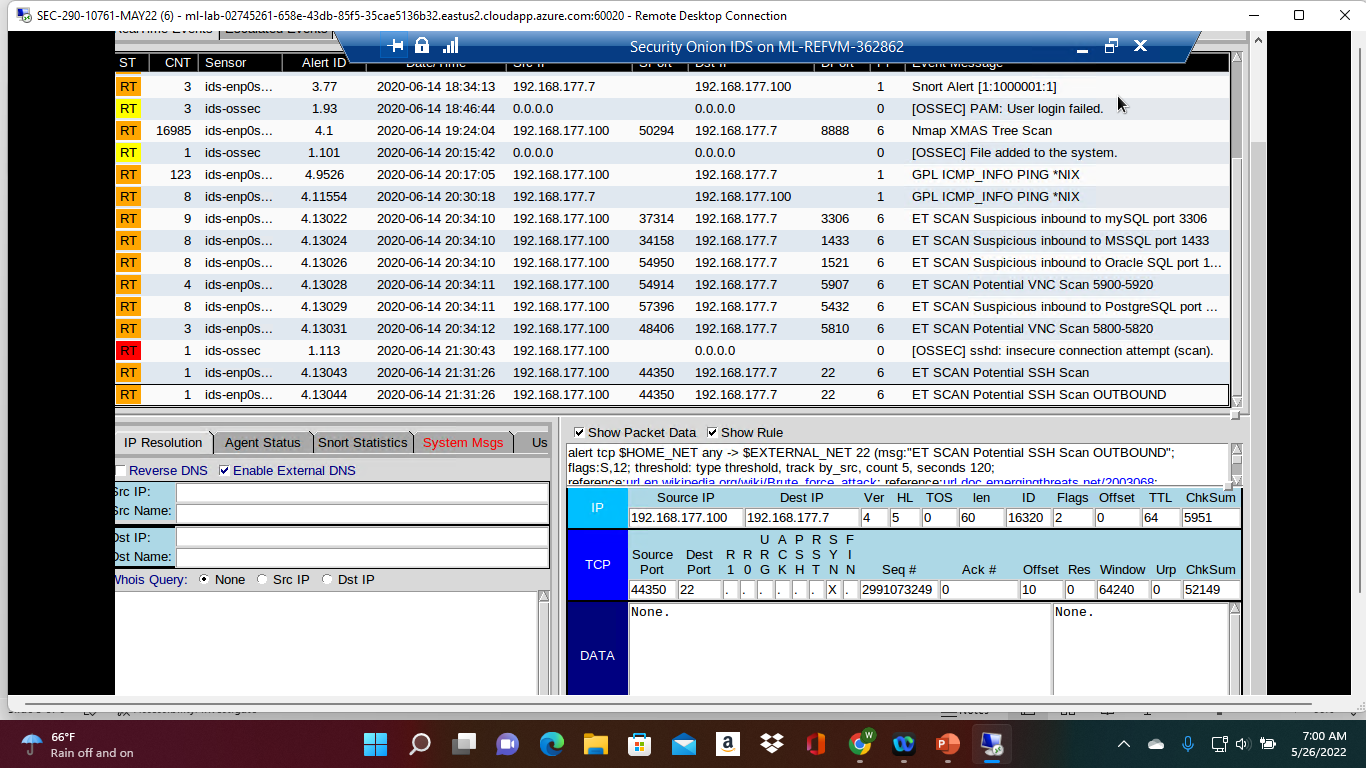 SEC-290-10761-MAY22 (6) - ml-lab-02745261-658e-43db-85f5-35cae5136b32.eastus2.cloudapp.azure.com:60020 - Remote Desktop Connection
Security Onion IDS on ML-REFVM-362862
ST CNT Sensor Alert ID Date/Time Src IP SPort Dst IP DPort Pr Event Message
RT 3 ids-enp0s... 3.77 2020-06-14 18:34:13 192.168.177.7 192.168.177.100 1 Snort Alert [1:1000001:1]
RT 3 ids-ossec 1.93 2020-06-14 18:46:44 0.0.0.0 0.0.0.0 0 [OSSEC] PAM: User login failed.
RT 16985 ids-enp0s... 4.1 2020-06-14 19:24:04 192.168.177.100 50294 192.168.177.7 8888 6 Nmap XMAS Tree Scan
RT 1 ids-ossec 1.101 2020-06-14 20:15:42 0.0.0.0 0.0.0.0 0 [OSSEC] File added to the system.
RT 123 ids-enp0s... 4.9526 2020-06-14 20:17:05 192.168.177.100 192.168.177.7 1 GPL ICMP_INFO PING *NIX
RT 8 ids-enp0s... 4.11554 2020-06-14 20:30:18 192.168.177.7 192.168.177.100 1 GPL ICMP_INFO PING *NIX
RT 9 ids-enp0s... 4.13022 2020-06-14 20:34:10 192.168.177.100 37314 192.168.177.7 3306 6 ET SCAN Suspicious inbound to mySQL port 3306
RT 8 ids-enp0s... 4.13024 2020-06-14 20:34:10 192.168.177.100 34158 192.168.177.7 1433 6 ET SCAN Suspicious inbound to MSSQL port 1433
RT 8 ids-enp0s... 4.13026 2020-06-14 20:34:10 192.168.177.100 54950 192.168.177.7 1521 6 ET SCAN Suspicious inbound to Oracle SQL port 1...
RT 4 ids-enp0s... 4.13028 2020-06-14 20:34:11 192.168.177.100 54914 192.168.177.7 5907 6 ET SCAN Potential VNC Scan 5900-5920
RT 8 ids-enp0s... 4.13029 2020-06-14 20:34:11 192.168.177.100 57396 192.168.177.7 5432 6 ET SCAN Suspicious inbound to PostgreSQL port ...
RT 3 ids-enp0s... 4.13031 2020-06-14 20:34:12 192.168.177.100 48406 192.168.177.7 5810 6 ET SCAN Potential VNC Scan 5800-5820
RT 1 ids-ossec 1.113 2020-06-14 21:30:43 192.168.177.100 0.0.0.0 0 [OSSEC] sshd: insecure connection attempt (scan).
RT 1 ids-enp0s... 4.13043 2020-06-14 21:31:26 192.168.177.100 44350 192.168.177.7 22 6 ET SCAN Potential SSH Scan
RT 1 ids-enp0s... 4.13044 2020-06-14 21:31:26 192.168.177.100 44350 192.168.177.7 22 6 ET SCAN Potential SSH Scan OUTBOUND
IP Resolution Agent Status Snort Statistics System Msgs Us
Reverse DNS Enable External DNS
Src IP:
Src Name:
Dst IP:
Dst Name:
Whois Query: None Src IP Dst IP
Show Packet Data Show Rule
alert tcp $HOME_NET any -> $EXTERNAL_NET 22 (msg:"ET SCAN Potential SSH Scan OUTBOUND";
flags:S,12; threshold: type threshold, track by_src, count 5, seconds 120;
reference:url,en.wikipedia.org/wiki/Brute_force_attack; reference:url,doc.emergingthreats.net/2003068;
IP
Source IP Dest IP Ver HL TOS len ID Flags Offset TTL ChkSum
192.168.177.100 192.168.177.7 4 5 0 60 16320 2 0 64 5951
TCP
Source Port Dest Port R1 R0 URG ACK PSH RST SYN FIN Seq # Ack # Offset Res Window Urp ChkSum
44350 22 . . . . . . X . 2991073249 0 10 0 64240 0 52149
DATA
None. None.
66°F
Rain off and on
7:00 AM
5/26/2022